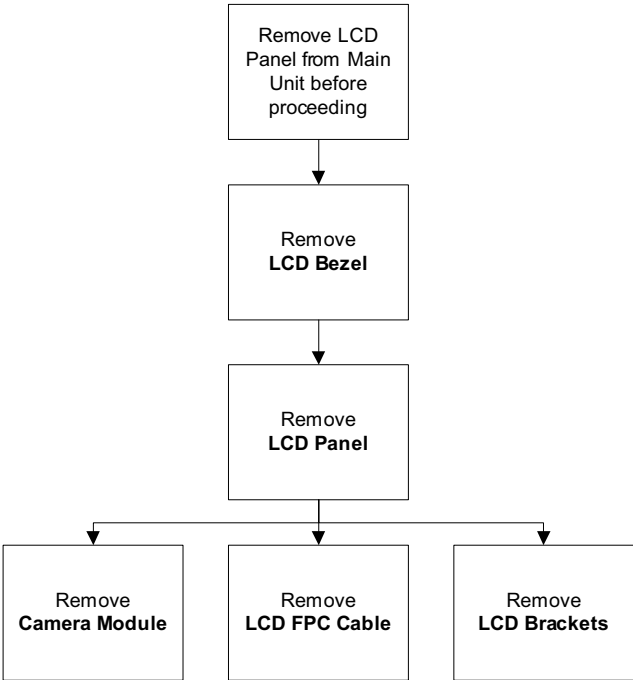 Remove LCD
Panel from Main
Unit before
proceeding
Remove
LCD Bezel
Remove
LCD Panel
Remove
Camera Module
Remove
LCD FPC Cable
Remove
LCD Brackets